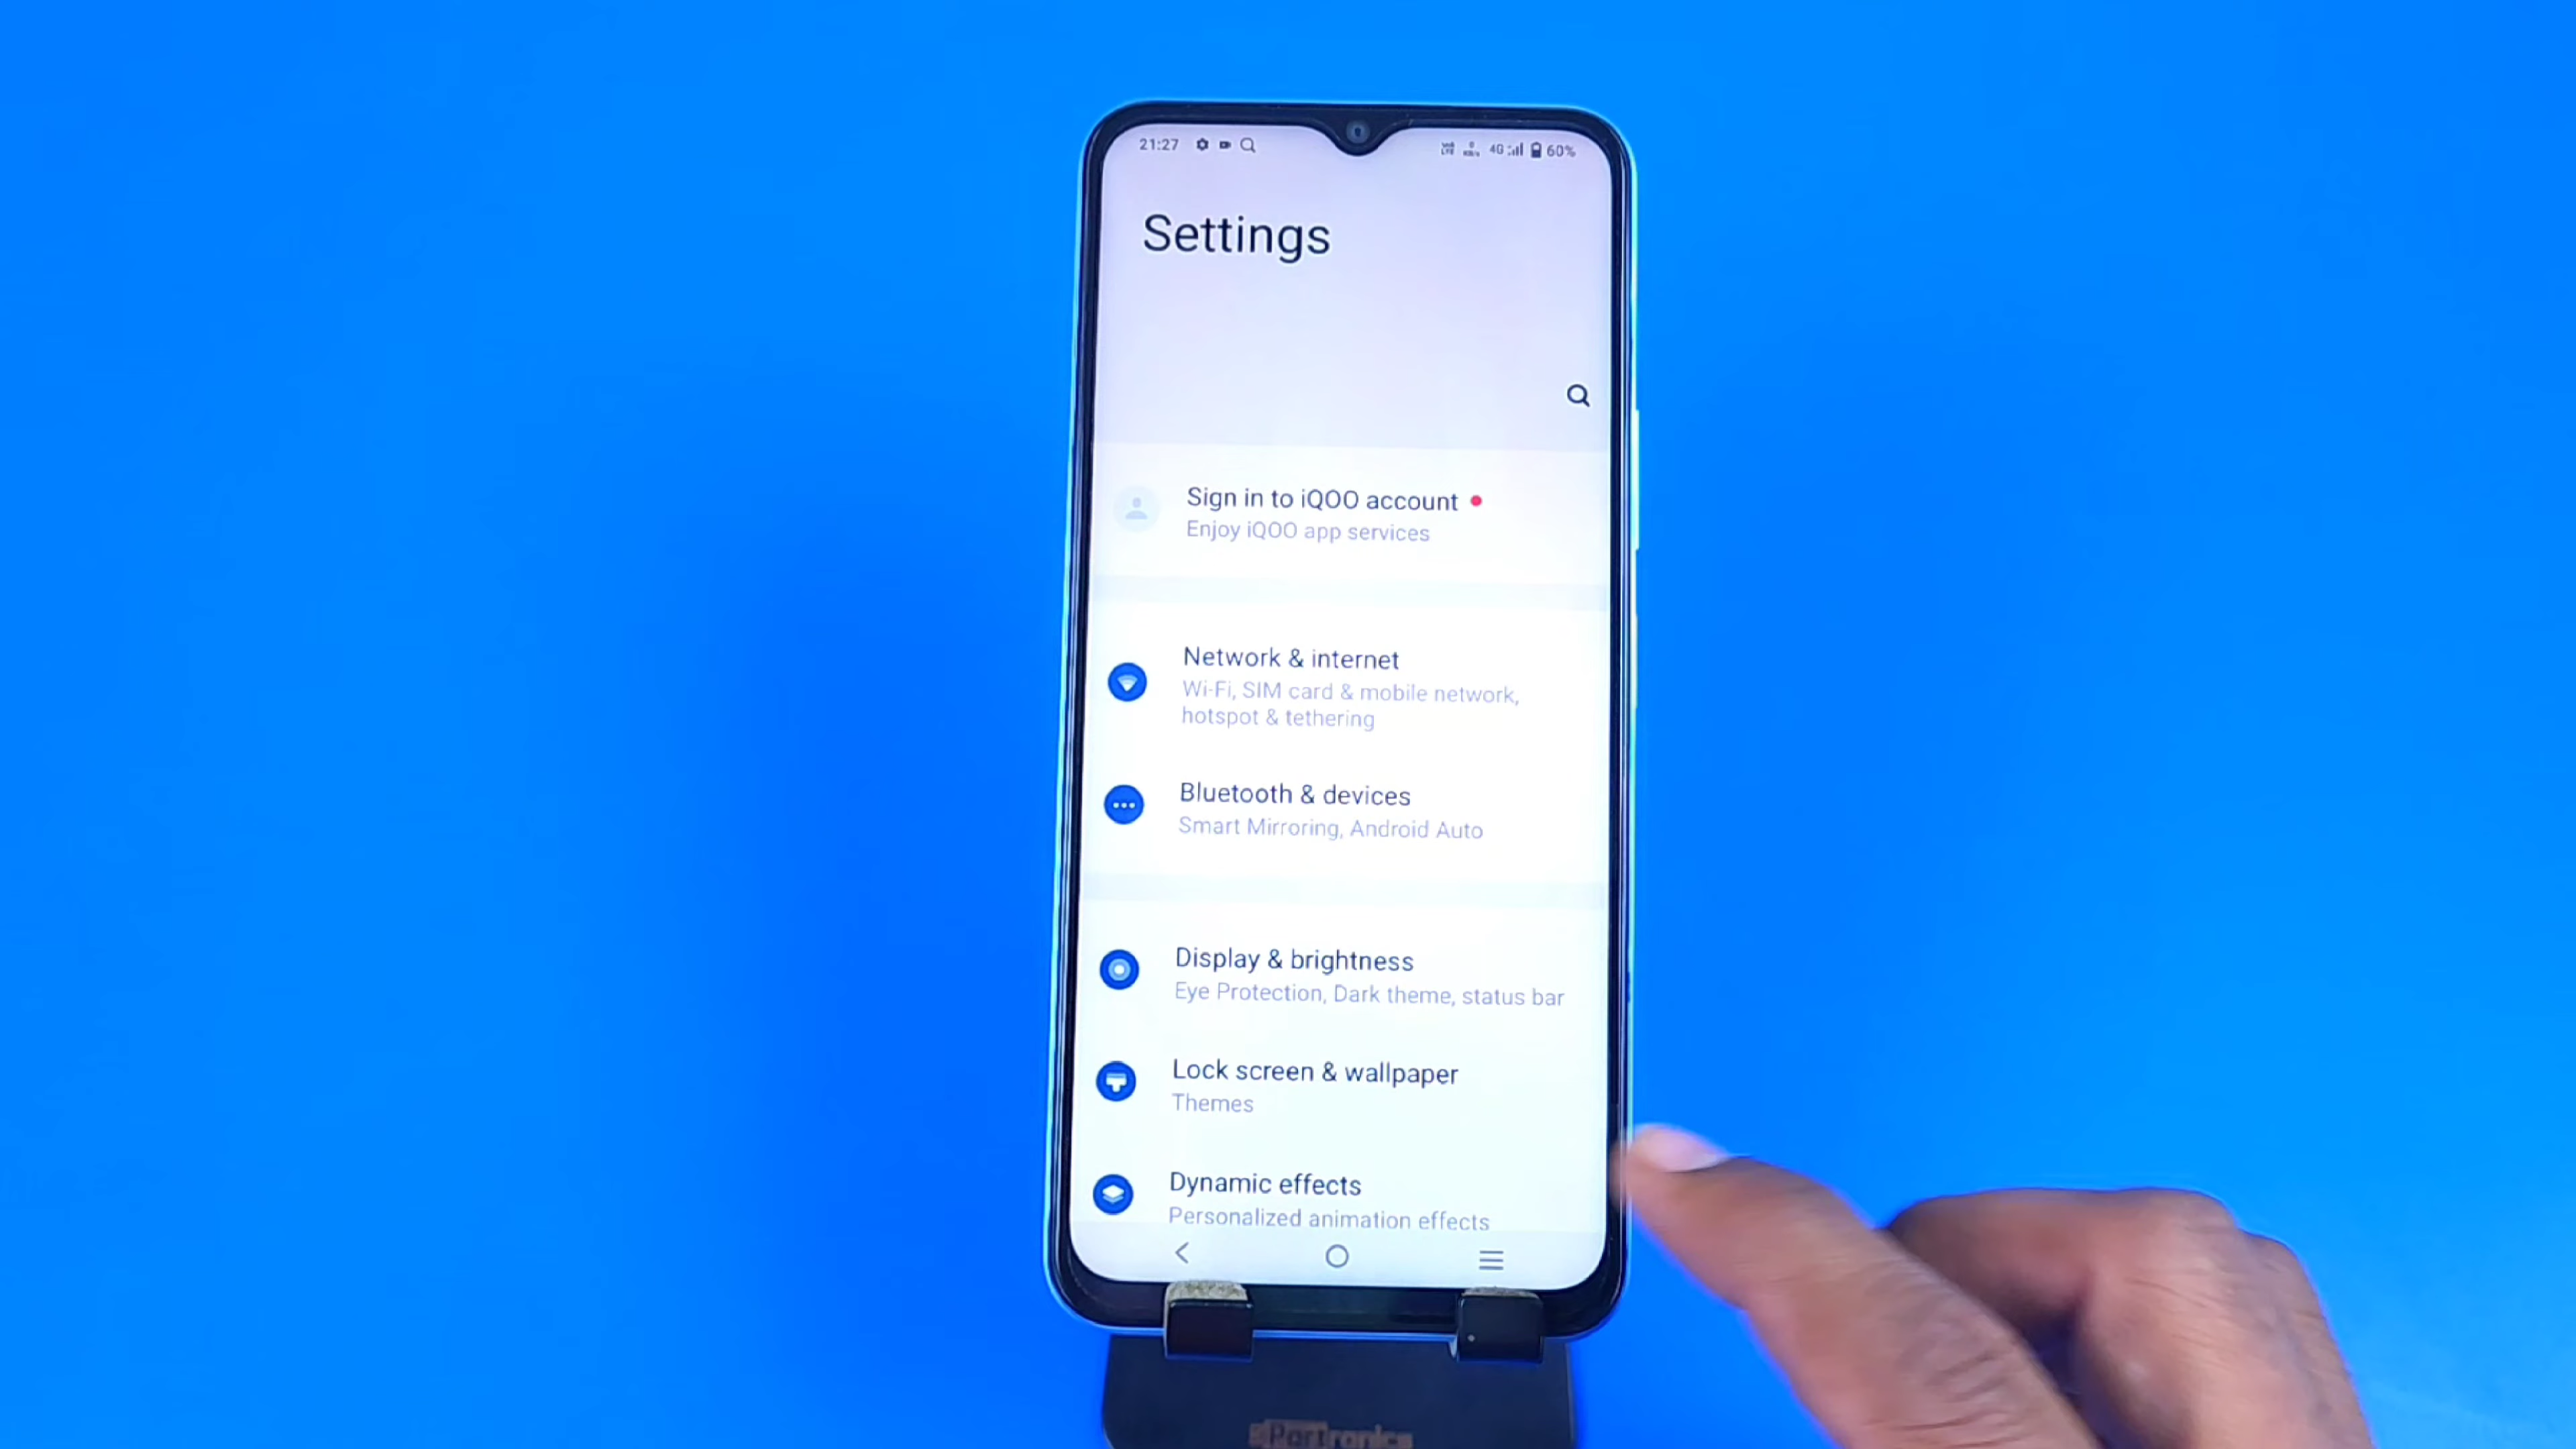 21:27 4G 60%
Settings
Sign in to iQOO account
Enjoy iQOO app services
Network & internet
Wi-Fi, SIM card & mobile network,
hotspot & tethering
Bluetooth & devices
Smart Mirroring, Android Auto
Display & brightness
Eye Protection, Dark theme, status bar
Lock screen & wallpaper
Themes
Dynamic effects
Personalized animation effects
Portronics